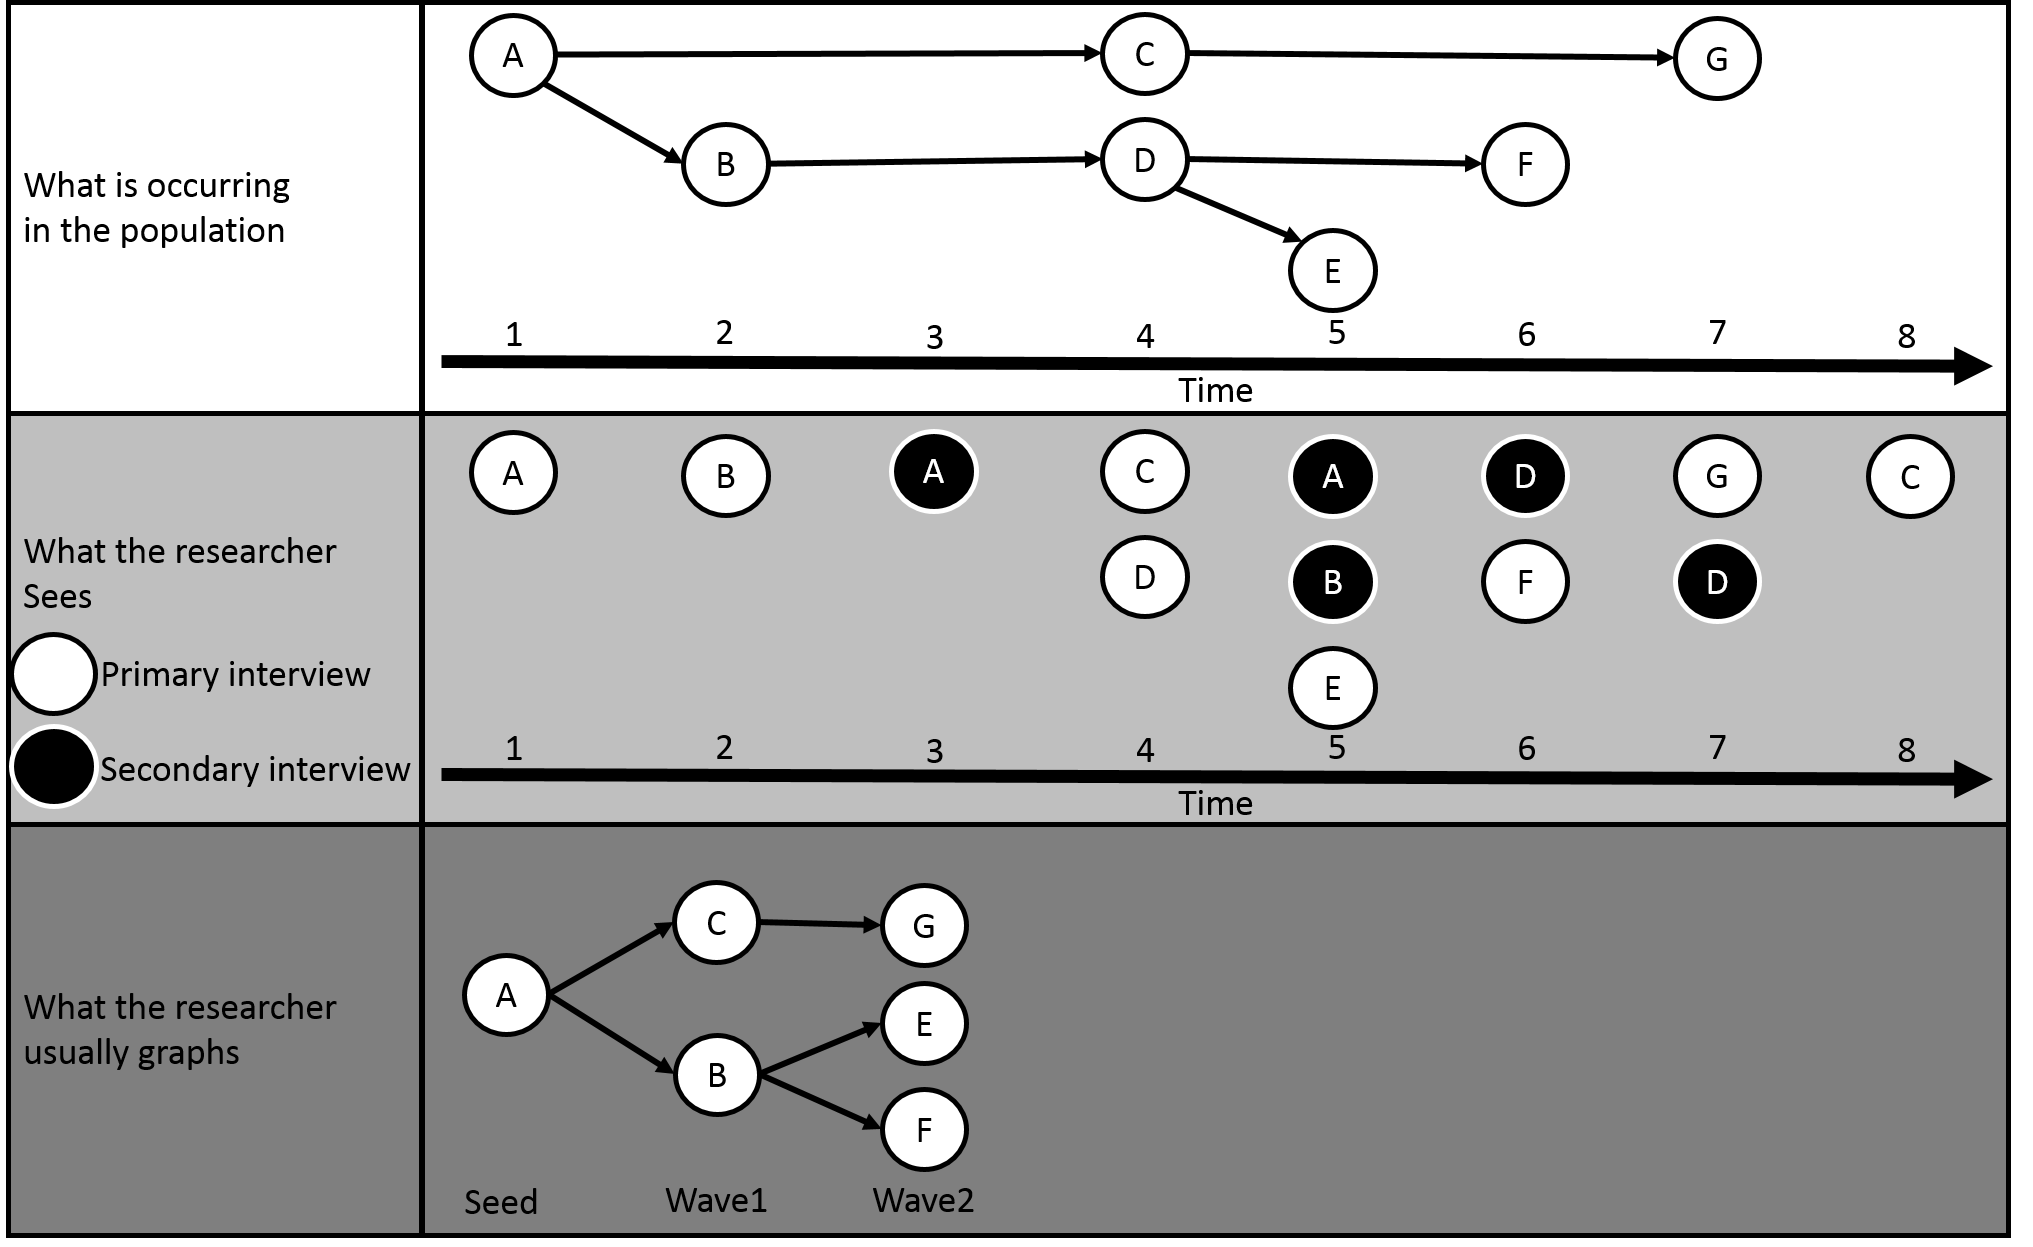 A
C
G
B
D
F
E
What is occurring
in the population
1 2 3 4 5 6 7 8
Time
A B A C A D G C
D B F D
E
What the researcher
Sees
Primary interview
Secondary interview
1 2 3 4 5 6 7 8
Time
C G
A
E
B
F
What the researcher
usually graphs
Seed Wave1 Wave2